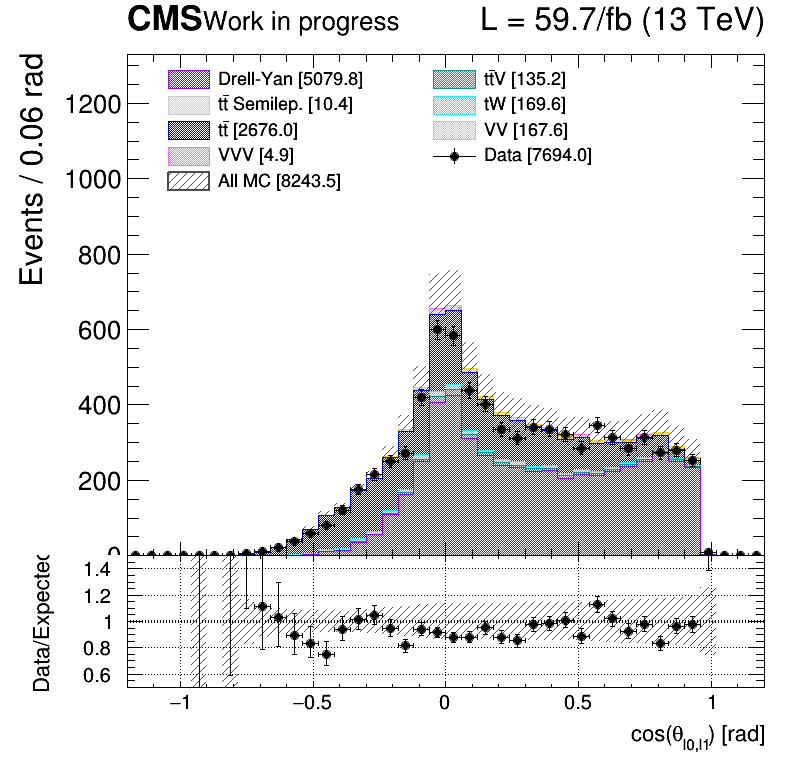 CMS Work in progress L = 59.7/fb (13 TeV)
Drell-Yan [5079.8] tt̄V [135.2]
tt̄ Semilep. [10.4] tW [169.6]
tt̄ [2676.0] VV [167.6]
VVV [4.9] Data [7694.0]
All MC [8243.5]
Events / 0.06 rad
1200
1000
800
600
400
200
0
Data/Expected
1.4
1.2
1
0.8
0.6
−1 −0.5 0 0.5 1
cos(θl0,l1) [rad]